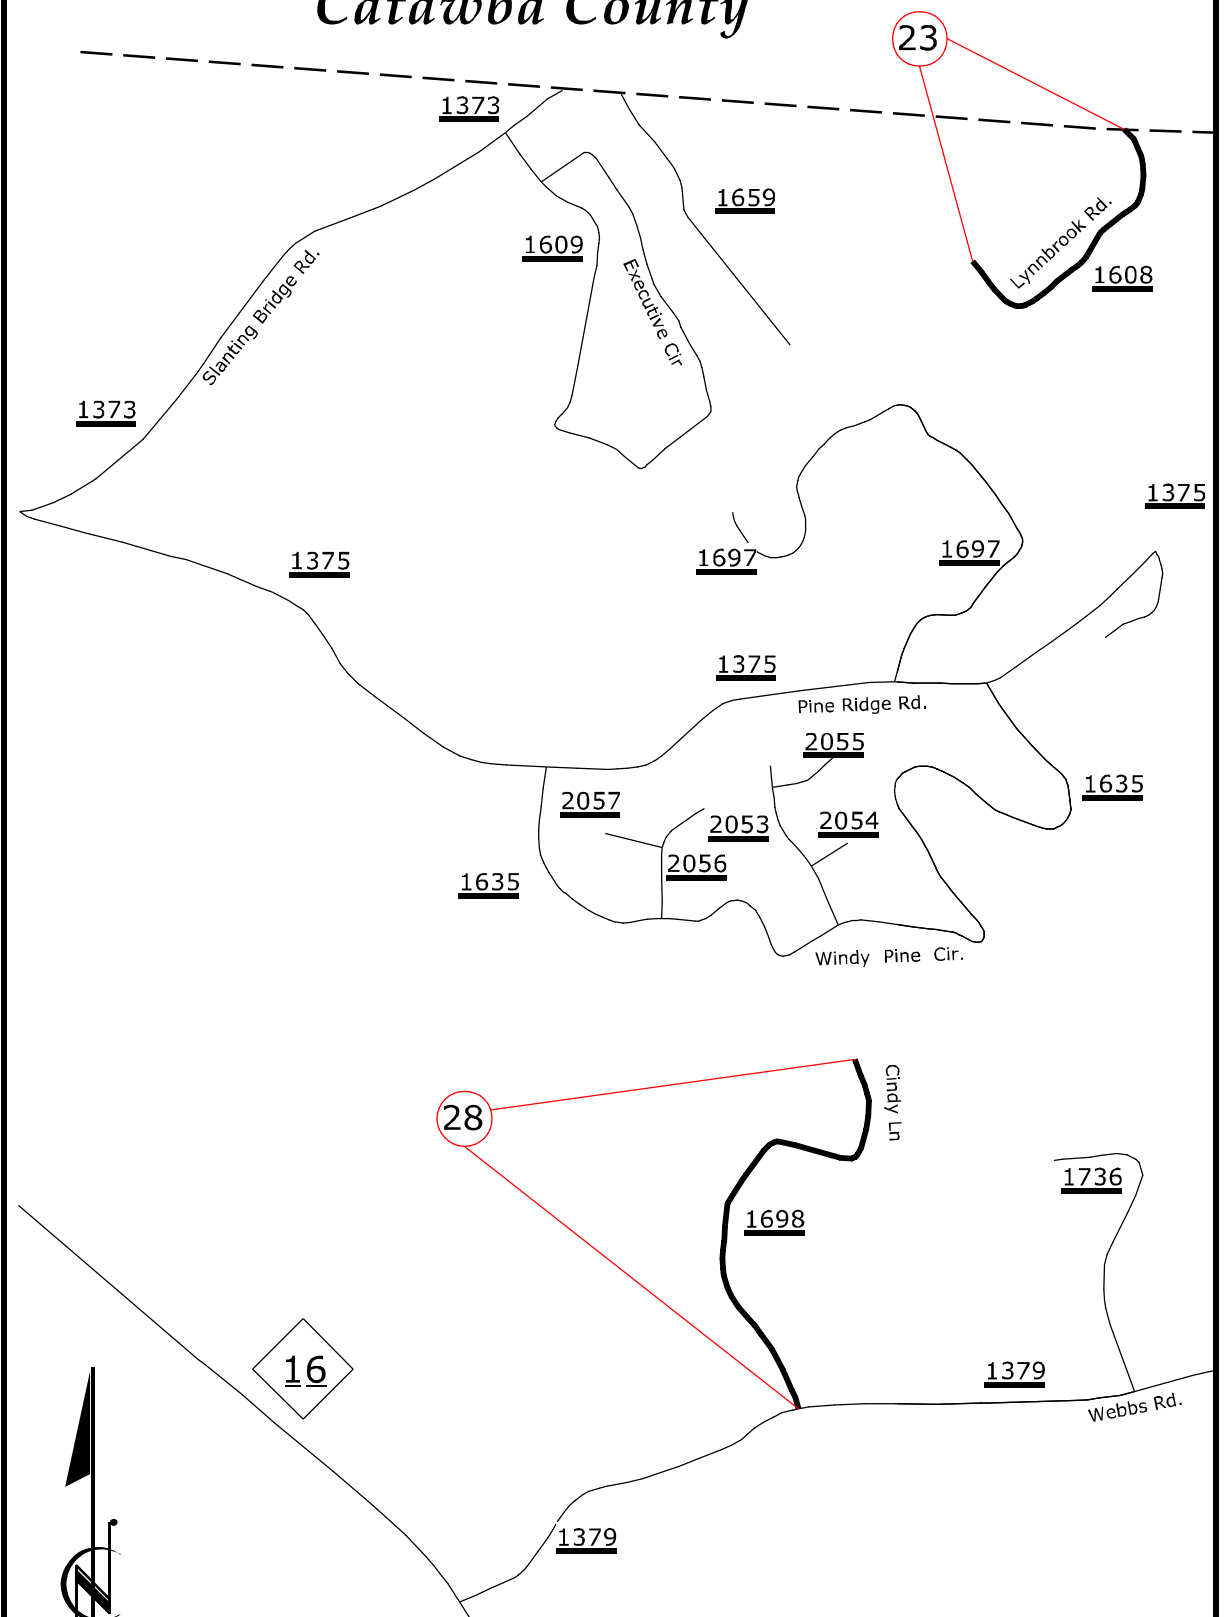 Catawba County
23
1373
1659
1609
Lynnbrook Rd.
1608
Executive Cir
Slanting Bridge Rd.
1373
1375
1697
1697
1375
1375
Pine Ridge Rd.
2055
2057
2053
2054
1635
2056
1635
Windy Pine Cir.
Cindy Ln
28
1736
1698
16
1379
Webbs Rd.
1379
N